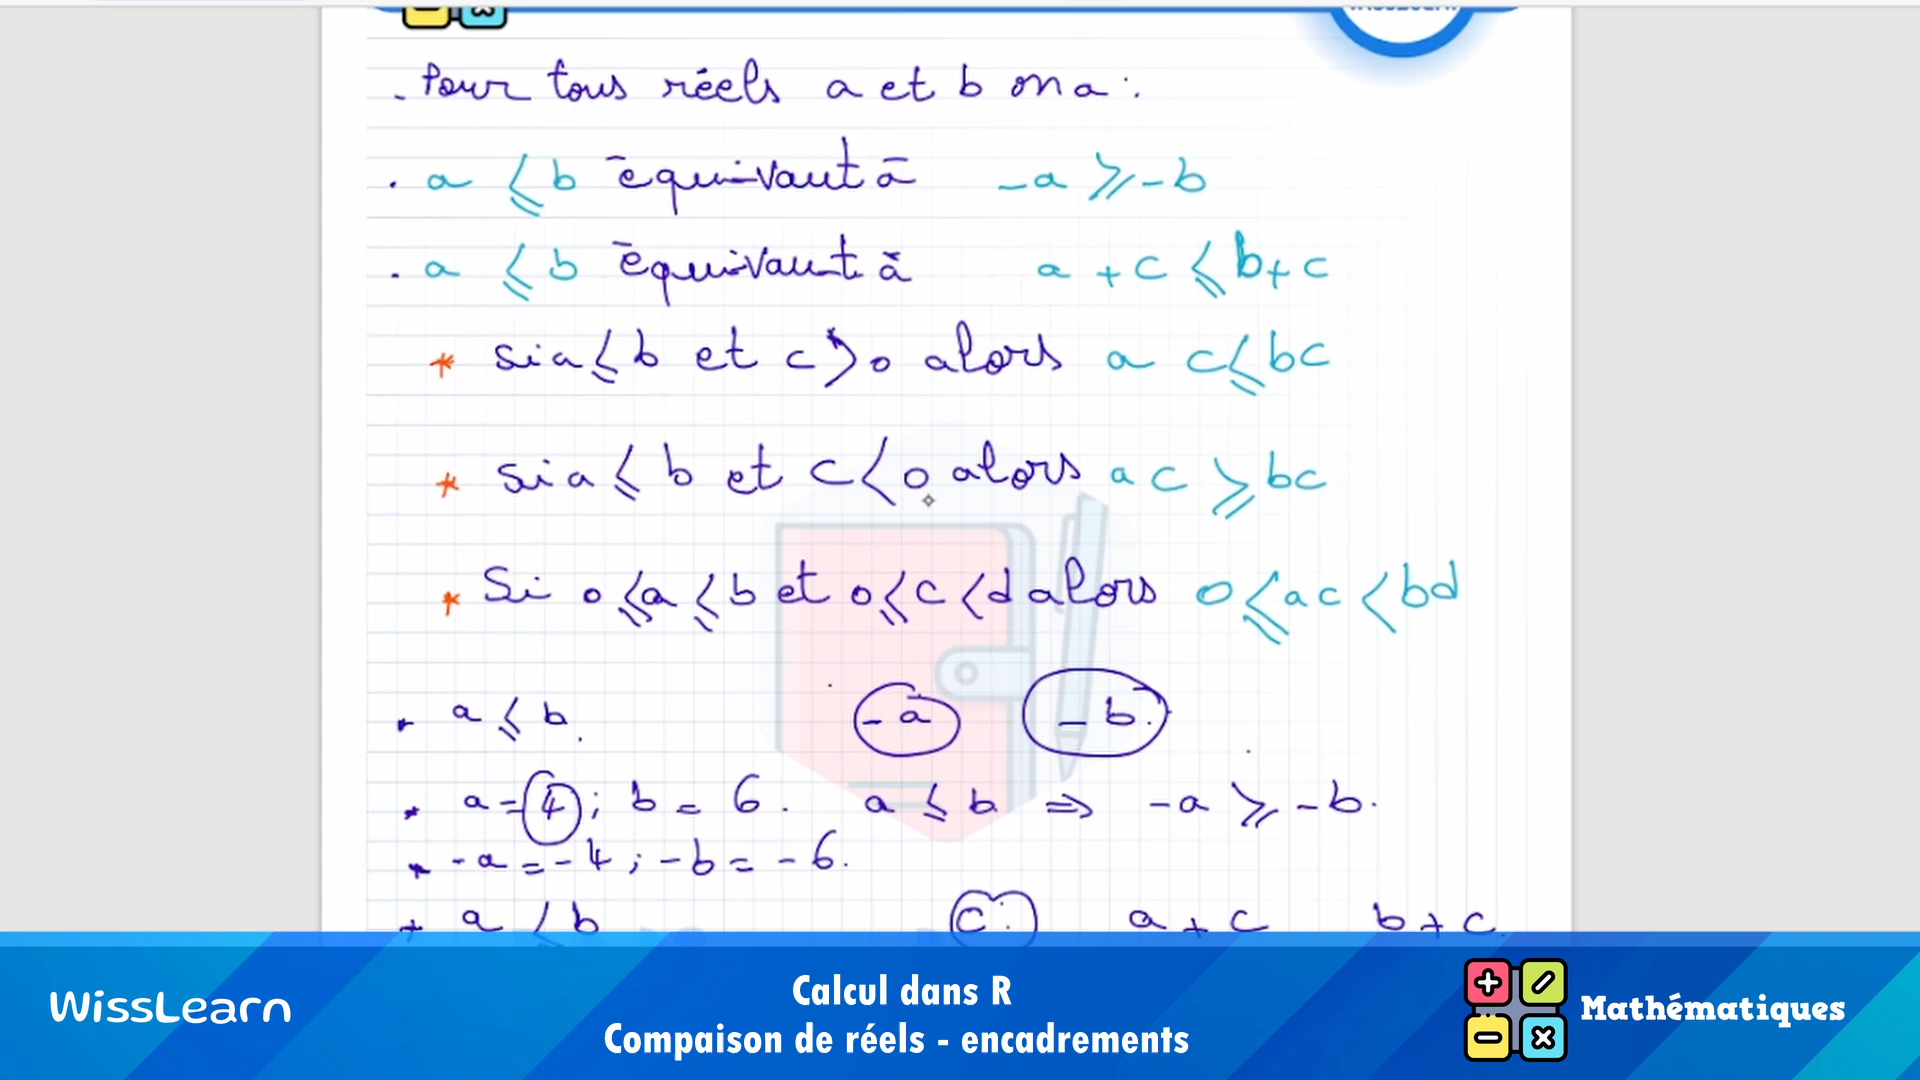 . Pour tous réels a et b on a :
. a ⩽ b équivaut à -a ⩾ -b
. a ⩽ b équivaut à a + c ⩽ b + c
* si a ⩽ b et c > 0 alors a c ⩽ bc
* si a ⩽ b et c < 0 alors a c ⩾ bc
* Si 0 ⩽ a ⩽ b et 0 ⩽ c < d alors 0 ⩽ ac < bd
* a ⩽ b. -a -b.
* a = 4 ; b = 6. a ⩽ b ⇒ -a ⩾ -b.
* -a = -4 ; -b = -6.
* a ⩽ b c : a + c b + c.
WissLearn
Calcul dans R
Compaison de réels - encadrements
Mathématiques